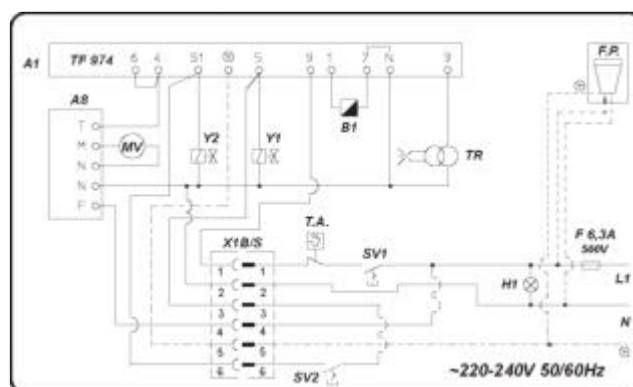 A1 TF 974 6 4 S1 5 9 1 7 N 3
F.P.
A8
T
M MV
N
N
F
Y2 Y1 B1 TR
T.A.
X1B/S SV1
F 6,3A
500V
1 1
2 2
3 3
4 4
5 5
6 6
H1
L1
N
SV2
~220-240V 50/60Hz